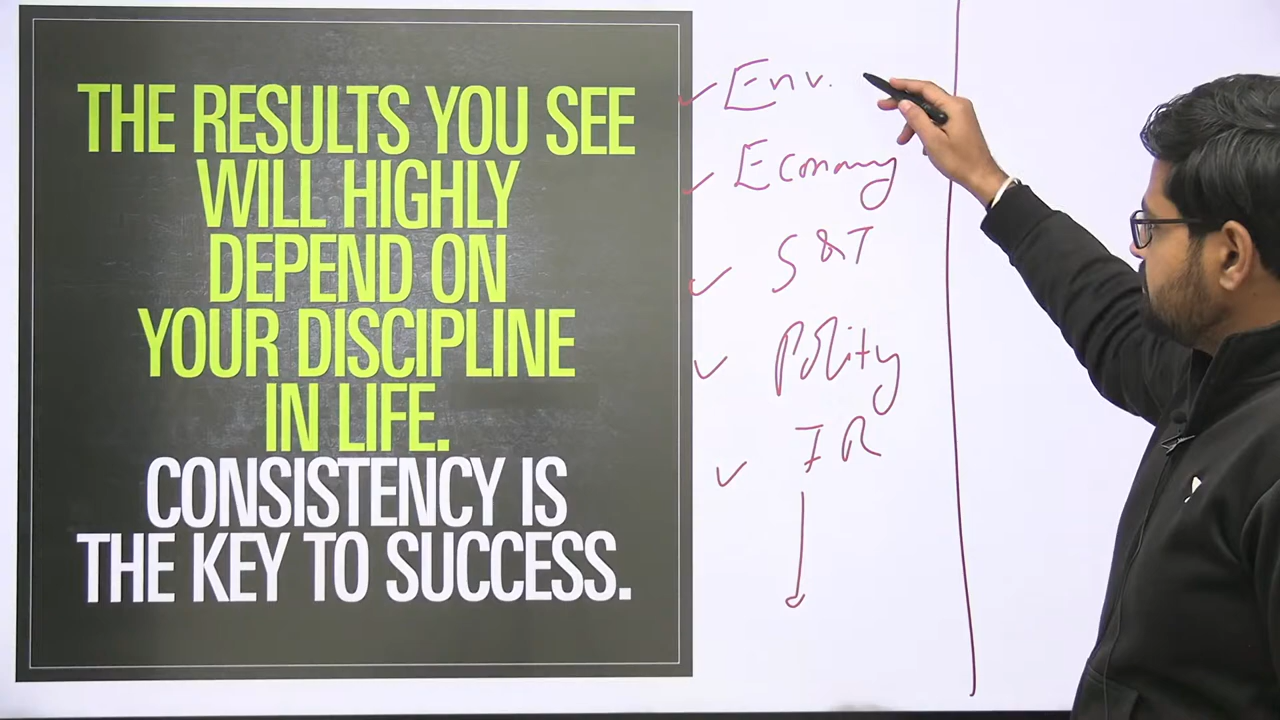 THE RESULTS YOU SEE
WILL HIGHLY
DEPEND ON
YOUR DISCIPLINE
IN LIFE.
CONSISTENCY IS
THE KEY TO SUCCESS.
Env.
Economy
S&T
Polity
IR